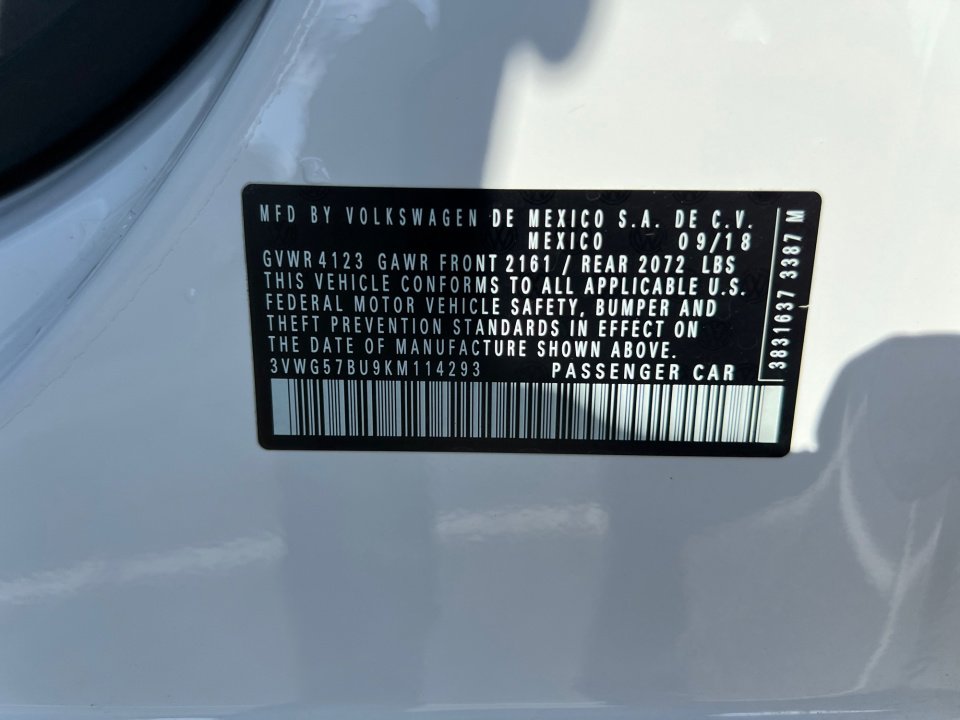 MFD BY VOLKSWAGEN DE MEXICO S.A. DE C.V.
MEXICO 09/18
GVWR 4123 GAWR FRONT 2161 / REAR 2072 LBS
THIS VEHICLE CONFORMS TO ALL APPLICABLE U.S.
FEDERAL MOTOR VEHICLE SAFETY, BUMPER AND
THEFT PREVENTION STANDARDS IN EFFECT ON
THE DATE OF MANUFACTURE SHOWN ABOVE.
3VWG57BU9KM114293 PASSENGER CAR
3831637 3387 M